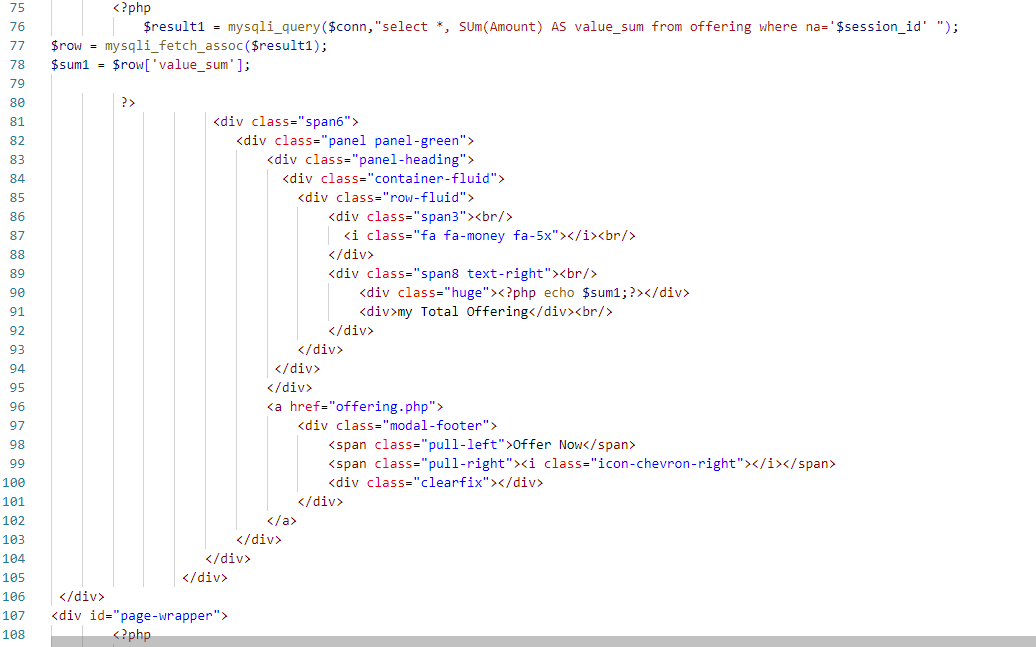 75 <?php
76 $result1 = mysqli_query($conn,"select *, SUm(Amount) AS value_sum from offering where na='$session_id' ");
77 $row = mysqli_fetch_assoc($result1);
78 $sum1 = $row['value_sum'];
79
80 ?>
81 <div class="span6">
82 <div class="panel panel-green">
83 <div class="panel-heading">
84 <div class="container-fluid">
85 <div class="row-fluid">
86 <div class="span3"><br/>
87 <i class="fa fa-money fa-5x"></i><br/>
88 </div>
89 <div class="span8 text-right"><br/>
90 <div class="huge"><?php echo $sum1;?></div>
91 <div>my Total Offering</div><br/>
92 </div>
93 </div>
94 </div>
95 </div>
96 <a href="offering.php">
97 <div class="modal-footer">
98 <span class="pull-left">Offer Now</span>
99 <span class="pull-right"><i class="icon-chevron-right"></i></span>
100 <div class="clearfix"></div>
101 </div>
102 </a>
103 </div>
104 </div>
105 </div>
106 </div>
107 <div id="page-wrapper">
108 <?php